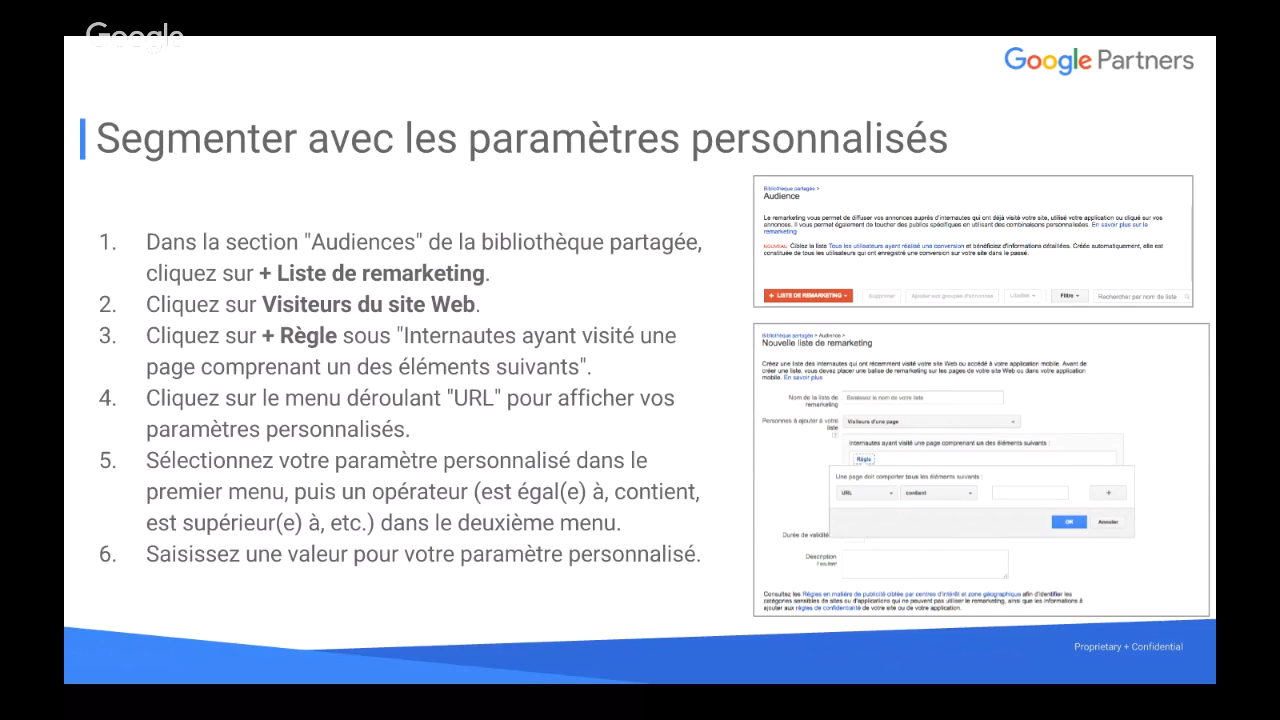 Google
Google Partners
Segmenter avec les paramètres personnalisés
1. Dans la section "Audiences" de la bibliothèque partagée,
cliquez sur + Liste de remarketing.
2. Cliquez sur Visiteurs du site Web.
3. Cliquez sur + Règle sous "Internautes ayant visité une
page comprenant un des éléments suivants".
4. Cliquez sur le menu déroulant "URL" pour afficher vos
paramètres personnalisés.
5. Sélectionnez votre paramètre personnalisé dans le
premier menu, puis un opérateur (est égal(e) à, contient,
est supérieur(e) à, etc.) dans le deuxième menu.
6. Saisissez une valeur pour votre paramètre personnalisé.
Bibliothèque partagée >
Audience
Le remarketing vous permet de diffuser vos annonces auprès d'internautes qui ont déjà visité votre site, utilisé votre application ou cliqué sur vos
annonces. Il vous permet également de toucher des publics spécifiques en utilisant des combinaisons personnalisées. En savoir plus sur le
remarketing
NOUVEAU Ciblez la liste Tous les utilisateurs ayant réalisé une conversion et bénéficiez d'informations détaillées. Créée automatiquement, elle est
constituée de tous les utilisateurs qui ont enregistré une conversion sur votre site dans le passé.
+ LISTE DE REMARKETING Supprimer Ajouter aux groupes d'annonces Libellés Filtre Rechercher par nom de liste
Bibliothèque partagée > Audience >
Nouvelle liste de remarketing
Créez une liste des internautes qui ont récemment visité votre site Web ou accédé à votre application mobile. Avant de
créer une liste, vous devez placer une balise de remarketing sur les pages de votre site Web ou dans votre application
mobile. En savoir plus
Nom de la liste de
remarketing
Saisissez le nom de votre liste
Personnes à ajouter à votre
liste
?
Visiteurs d'une page
Internautes ayant visité une page comprenant un des éléments suivants :
Règle
Une page doit comporter tous les éléments suivants :
URL contient +
OK Annuler
Durée de validité
Description
Consultez les Règles en matière de publicité ciblée par centres d'intérêt et zone géographique afin d'identifier les
catégories sensibles de sites ou d'applications qui ne peuvent pas utiliser le remarketing, ainsi que les informations à
ajouter aux règles de confidentialité de votre site ou de votre application.
Proprietary + Confidential